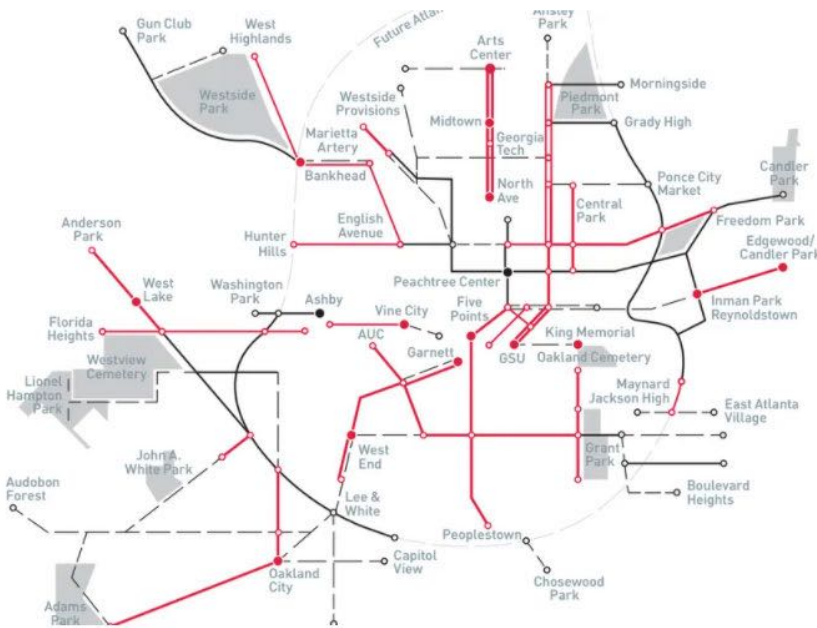 Gun Club
Park
West
Highlands
Future Atlan
Arts
Center
Ansley
Park
Westside
Park
Westside
Provisions
Piedmont
Park
Morningside
Marietta
Artery
Midtown
Georgia
Tech
Grady High
Bankhead
North
Ave
Ponce City
Market
Candler
Park
Anderson
Park
English
Avenue
Central
Park
Freedom Park
Hunter
Hills
Edgewood/
Candler Park
West
Lake
Washington
Park
Ashby
Peachtree Center
Vine City
Five
Points
Inman Park
Reynoldstown
Florida
Heights
AUC
King Memorial
Westview
Cemetery
Garnett
GSU
Oakland Cemetery
Lionel
Hampton
Park
Maynard
Jackson High
East Atlanta
Village
John A.
White Park
West
End
Grant
Park
Audobon
Forest
Lee &
White
Boulevard
Heights
Peoplestown
Oakland
City
Capitol
View
Chosewood
Park
Adams
Park